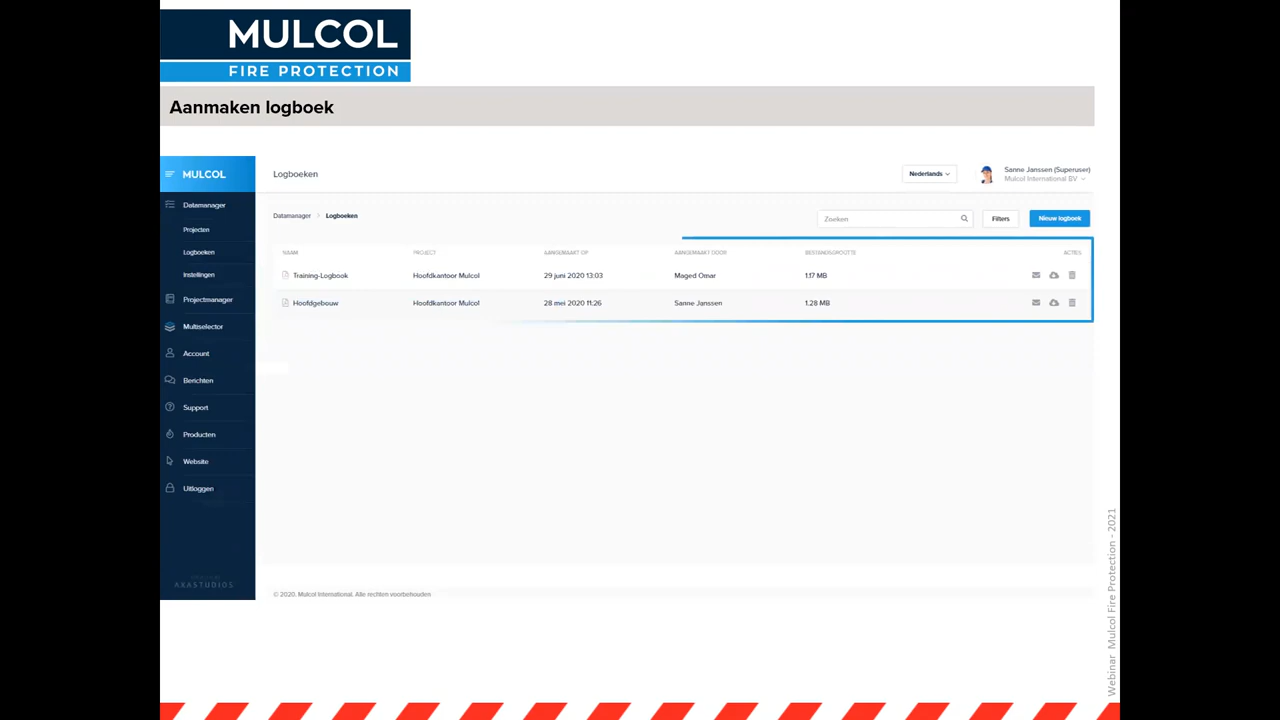 MULCOL
FIRE PROTECTION
Aanmaken logboek
MULCOL
Logboeken
Nederlands
Sanne Janssen (Superuser)
Mulcol International BV
Datamanager
Projecten
Logboeken
Instellingen
Projectmanager
Multiselector
Account
Berichten
Support
Producten
Website
Uitloggen
AXASTUDIOS
Datamanager > Logboeken
Zoeken
Filters
Nieuw logboek
NAAM PROJECT AANGEMAAKT OP AANGEMAAKT DOOR BESTANDSGROOTTE ACTIES
Training-Logbook Hoofdkantoor Mulcol 29 juni 2020 13:03 Maged Omar 1.17 MB
Hoofdgebouw Hoofdkantoor Mulcol 28 mei 2020 11:26 Sanne Janssen 1.28 MB
© 2020. Mulcol International. Alle rechten voorbehouden
Webinar Mulcol Fire Protection - 2021